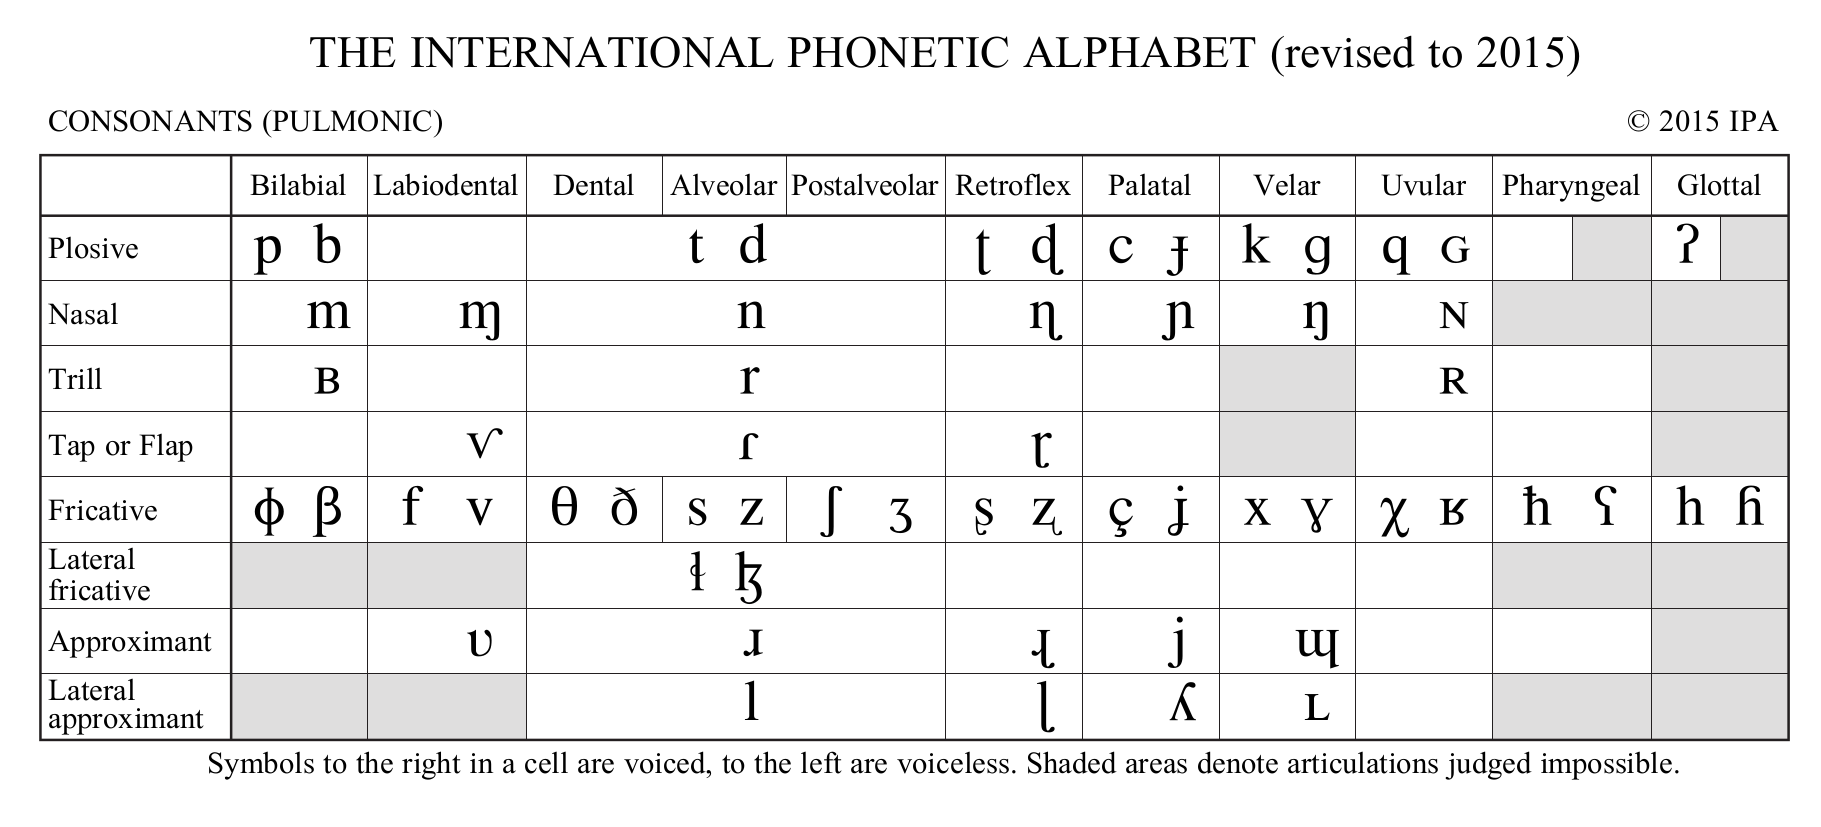 THE INTERNATIONAL PHONETIC ALPHABET (revised to 2015)
CONSONANTS (PULMONIC) © 2015 IPA
Bilabial Labiodental Dental Alveolar Postalveolar Retroflex Palatal Velar Uvular Pharyngeal Glottal
Plosive p b t d ʈ ɖ c ɟ k ɡ q ɢ ʔ
Nasal m ɱ n ɳ ɲ ŋ ɴ
Trill ʙ r ʀ
Tap or Flap ⱱ ɾ ɽ
Fricative ɸ β f v θ ð s z ʃ ʒ ʂ ʐ ç ʝ x ɣ χ ʁ ħ ʕ h ɦ
Lateral
fricative ɬ ɮ
Approximant ʋ ɹ ɻ j ɰ
Lateral
approximant l ɭ ʎ ʟ
Symbols to the right in a cell are voiced, to the left are voiceless. Shaded areas denote articulations judged impossible.